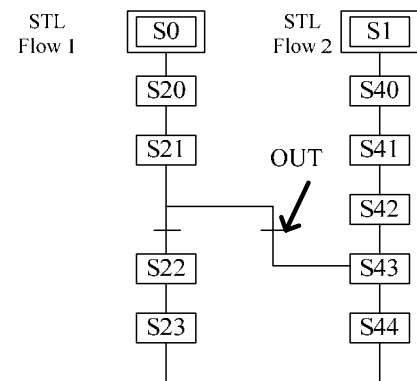 STL
Flow 1
S0
S20
S21
S22
S23
OUT
STL
Flow 2
S1
S40
S41
S42
S43
S44